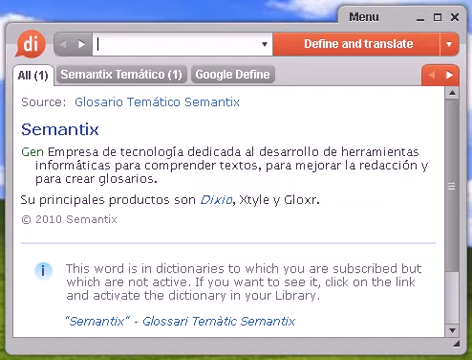 Menu
di
Define and translate
All (1)
Semantix Temático (1)
Google Define
Source: Glosario Temático Semantix
Semantix
Gen Empresa de tecnología dedicada al desarrollo de herramientas
informáticas para comprender textos, para mejorar la redacción y
para crear glosarios.
Su principales productos son Dixio, Xtyle y Gloxr.
© 2010 Semantix
i
This word is in dictionaries to which you are subscribed but
which are not active. If you want to see it, click on the link
and activate the dictionary in your Library.
"Semantix" - Glossari Temàtic Semantix